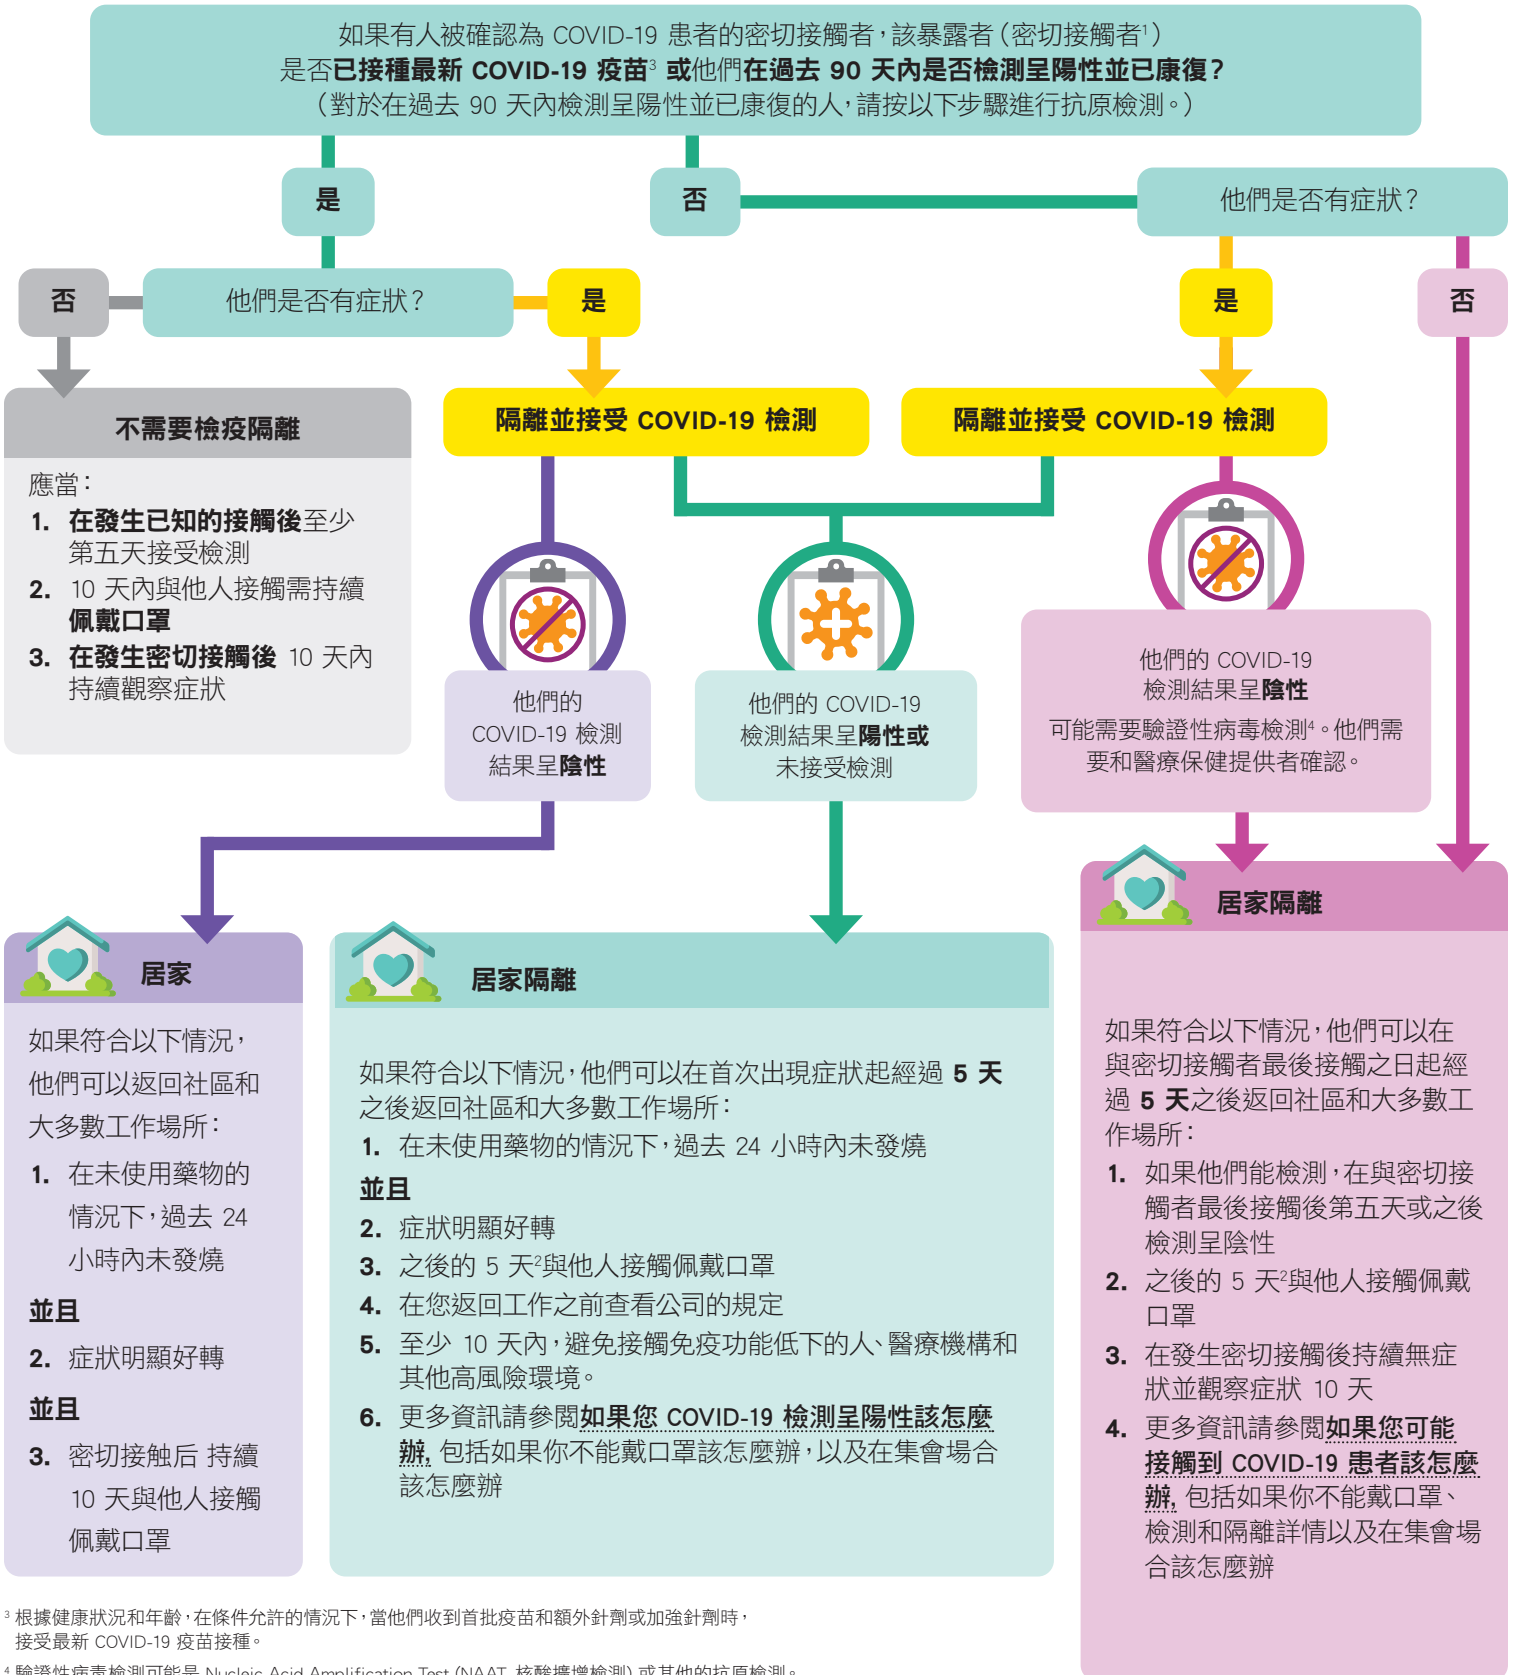 如果有人被確認為 COVID-19 患者的密切接觸者，該暴露者（密切接觸者¹）
是否已接種最新 COVID-19 疫苗³ 或他們在過去 90 天內是否檢測呈陽性並已康復？
（對於在過去 90 天內檢測呈陽性並已康復的人，請按以下步驟進行抗原檢測。）
是
否
他們是否有症狀？
否
他們是否有症狀？
是
是
否
不需要檢疫隔離
應當：
1. 在發生已知的接觸後至少
第五天接受檢測
2. 10 天內與他人接觸需持續
佩戴口罩
3. 在發生密切接觸後 10 天內
持續觀察症狀
隔離並接受 COVID-19 檢測
隔離並接受 COVID-19 檢測
他們的
COVID-19 檢測
結果呈陰性
他們的 COVID-19
檢測結果呈陽性或
未接受檢測
他們的 COVID-19
檢測結果呈陰性
可能需要驗證性病毒檢測⁴。他們需
要和醫療保健提供者確認。
居家
如果符合以下情況，
他們可以返回社區和
大多數工作場所：
1. 在未使用藥物的
情況下，過去 24
小時內未發燒
並且
2. 症狀明顯好轉
並且
3. 密切接触后 持續
10 天與他人接觸
佩戴口罩
居家隔離
如果符合以下情況，他們可以在首次出現症狀起經過 5 天
之後返回社區和大多數工作場所：
1. 在未使用藥物的情況下，過去 24 小時內未發燒
並且
2. 症狀明顯好轉
3. 之後的 5 天²與他人接觸佩戴口罩
4. 在您返回工作之前查看公司的規定
5. 至少 10 天內，避免接觸免疫功能低下的人、醫療機構和
其他高風險環境。
6. 更多資訊請參閱如果您 COVID-19 檢測呈陽性該怎麼
辦, 包括如果你不能戴口罩該怎麼辦，以及在集會場合
該怎麼辦
居家隔離
如果符合以下情況，他們可以在
與密切接觸者最後接觸之日起經
過 5 天之後返回社區和大多數工
作場所：
1. 如果他們能檢測，在與密切接
觸者最後接觸後第五天或之後
檢測呈陰性
2. 之後的 5 天²與他人接觸佩戴
口罩
3. 在發生密切接觸後持續無症
狀並觀察症狀 10 天
4. 更多資訊請參閱如果您可能
接觸到 COVID-19 患者該怎麼
辦, 包括如果你不能戴口罩、
檢測和隔離詳情以及在集會場
合該怎麼辦
³ 根據健康狀況和年齡，在條件允許的情況下，當他們收到首批疫苗和額外針劑或加強針劑時，
接受最新 COVID-19 疫苗接種。
⁴ 驗證性病毒檢測可能是 Nucleic Acid Amplification Test (NAAT, 核酸擴增檢測) 或其他的抗原檢測。